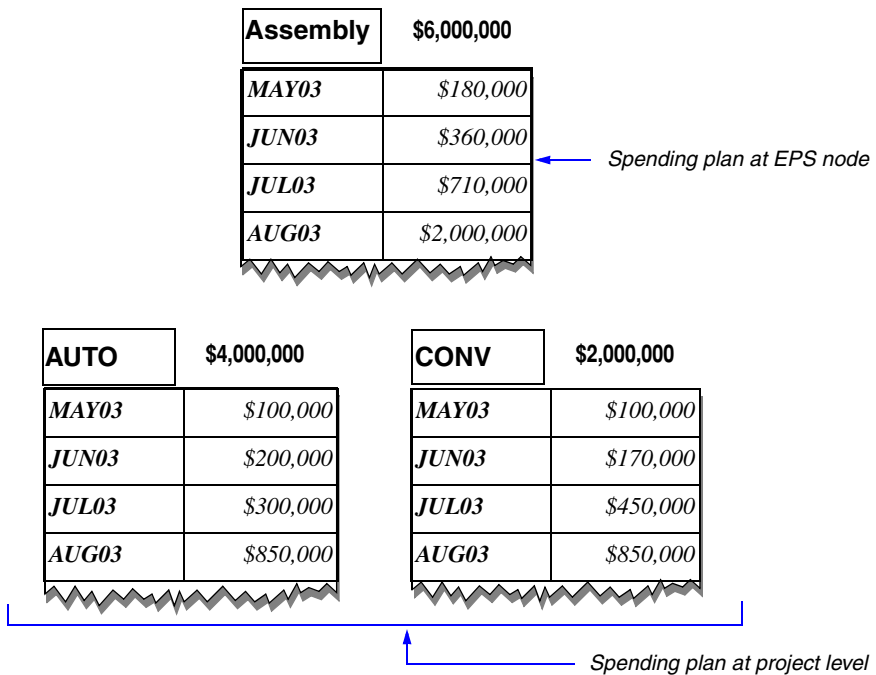 Assembly $6,000,000
MAY03 $180,000
JUN03 $360,000
Spending plan at EPS node
JUL03 $710,000
AUG03 $2,000,000
AUTO $4,000,000
MAY03 $100,000
JUN03 $200,000
JUL03 $300,000
AUG03 $850,000
CONV $2,000,000
MAY03 $100,000
JUN03 $170,000
JUL03 $450,000
AUG03 $850,000
Spending plan at project level